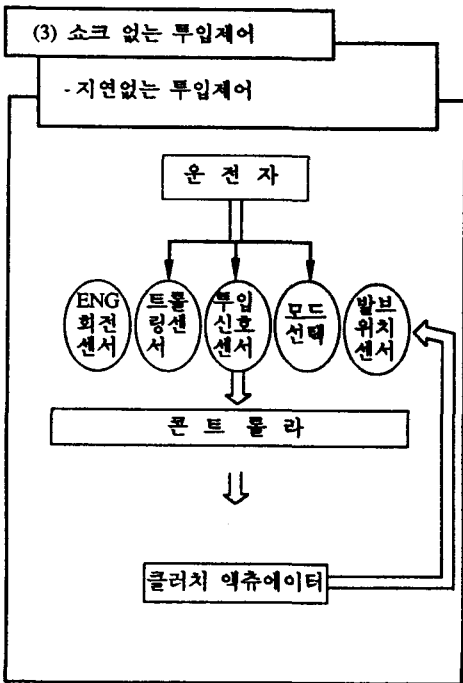 (3) 쇼크 없는 투입제어
- 지연없는 투입제어
운 전 자
ENG
회전
센서
트롤
링센
서
투입
신호
센서
모드
선택
발브
위치
센서
콘 트 롤 라
클러치 액츄에이터